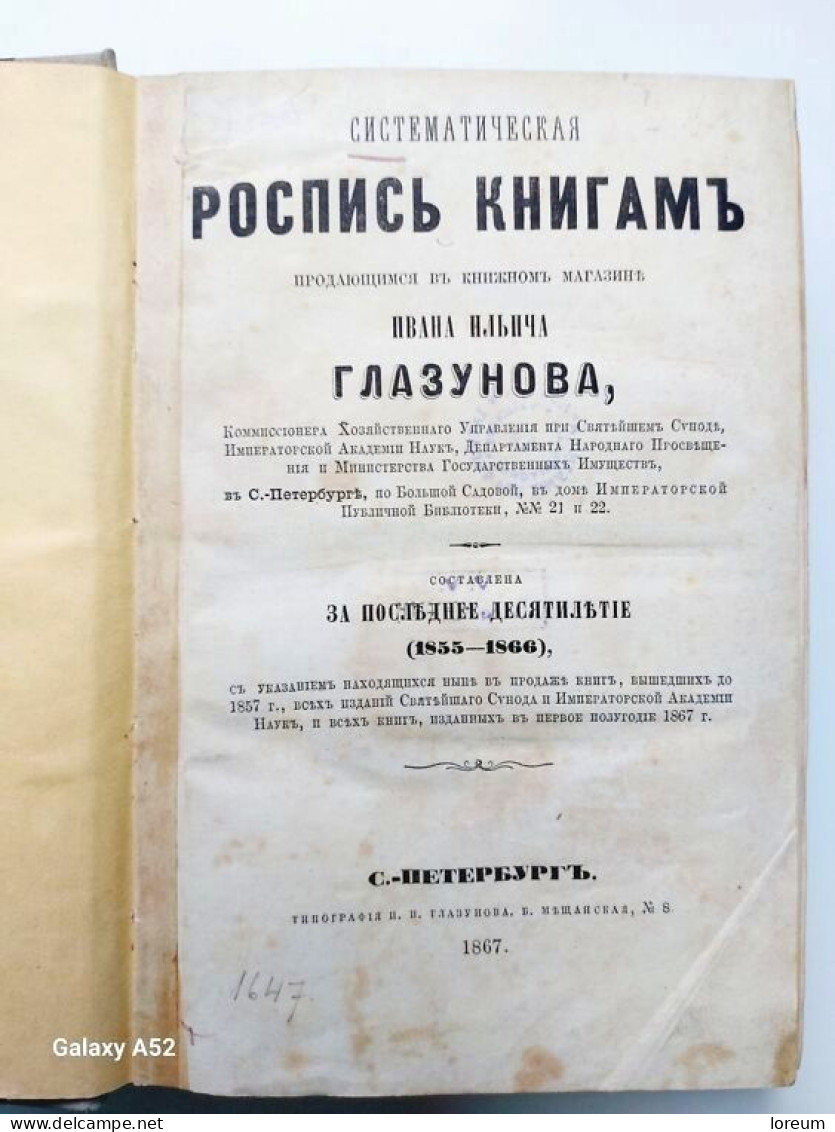 СИСТЕМАТИЧЕСКАЯ
РОСПИСЬ КНИГАМЪ
ПРОДАЮЩИМСЯ ВЪ КНИЖНОМЪ МАГАЗИНѢ
ИВАНА ИЛЬИЧА
ГЛАЗУНОВА,
Коммиссіонера Хозяйственнаго Управленія при Святѣйшемъ Сѵнодѣ,
Императорской Академіи Наукъ, Департамента Народнаго Просвѣще-
нія и Министерства Государственныхъ Имуществъ,
въ С.-Петербургѣ, по Большой Садовой, въ домѣ Императорской
Публичной Библіотеки, №№ 21 и 22.
СОСТАВЛЕНА
ЗА ПОСЛѢДНЕЕ ДЕСЯТИЛѢТІЕ
(1855—1866),
СЪ УКАЗАНІЕМЪ НАХОДЯЩИХСЯ НЫНѢ ВЪ ПРОДАЖѢ КНИГЪ, ВЫШЕДШИХЪ ДО
1857 Г., ВСѢХЪ ИЗДАНІЙ СВЯТѢЙШАГО СѴНОДА И ИМПЕРАТОРСКОЙ АКАДЕМІИ
НАУКЪ, И ВСѢХЪ КНИГЪ, ИЗДАННЫХЪ ВЪ ПЕРВОЕ ПОЛУГОДІЕ 1867 Г.
С.-ПЕТЕРБУРГЪ.
ТИПОГРАФІЯ И. И. ГЛАЗУНОВА. Б. МѢЩАНСКАЯ, № 8.
1867.
1647.
Galaxy A52
loreum